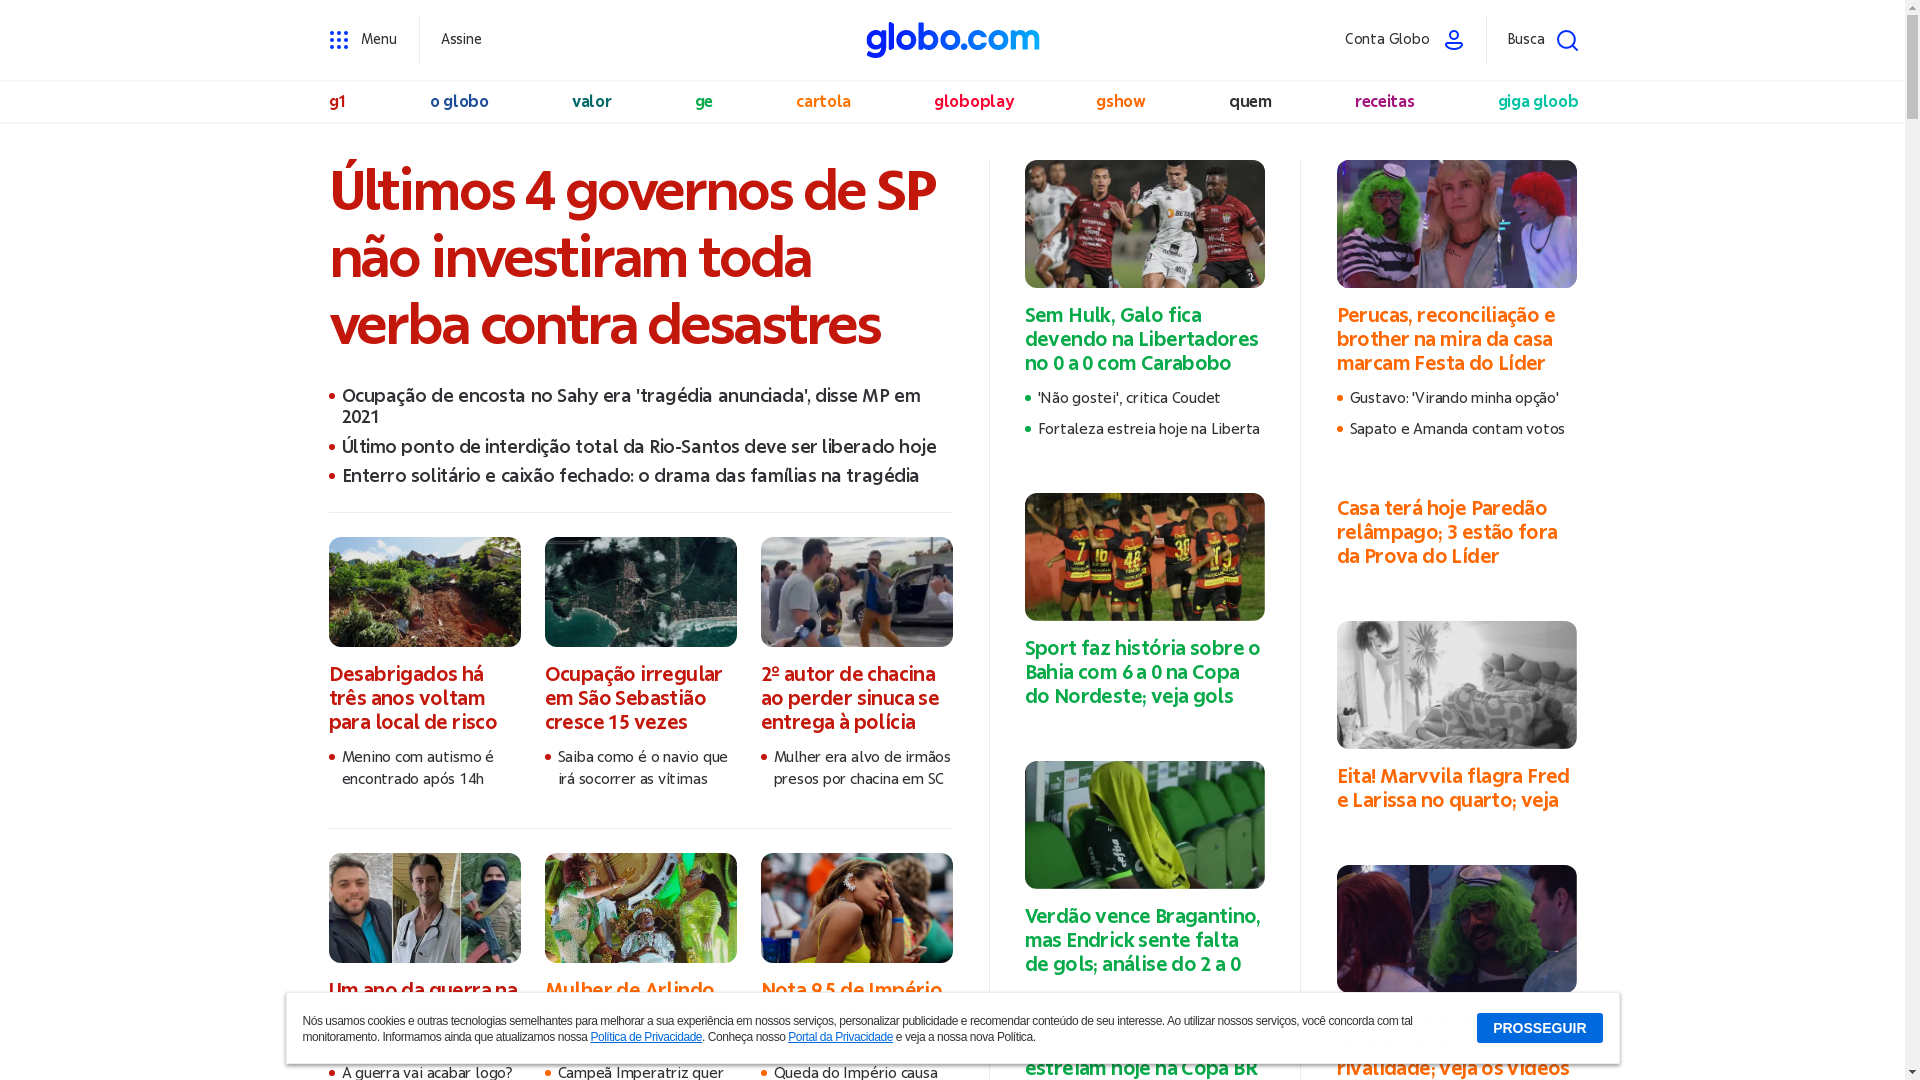 Menu
Assine
globo.com
Conta Globo
Busca
g1
o globo
valor
ge
cartola
globoplay
gshow
quem
receitas
giga gloob
Últimos 4 governos de SP
não investiram toda
verba contra desastres
Ocupação de encosta no Sahy era 'tragédia anunciada', disse MP em
2021
Último ponto de interdição total da Rio-Santos deve ser liberado hoje
Enterro solitário e caixão fechado: o drama das famílias na tragédia
Desabrigados há
três anos voltam
para local de risco
Menino com autismo é
encontrado após 14h
Ocupação irregular
em São Sebastião
cresce 15 vezes
Saiba como é o navio que
irá socorrer as vítimas
2º autor de chacina
ao perder sinuca se
entrega à polícia
Mulher era alvo de irmãos
presos por chacina em SC
Um ano da guerra na
A guerra vai acabar logo?
Mulher de Arlindo
Campeã Imperatriz quer
Nota 9,5 de Império
Queda do Império causa
Sem Hulk, Galo fica
devendo na Libertadores
no 0 a 0 com Carabobo
'Não gostei', critica Coudet
Fortaleza estreia hoje na Liberta
Sport faz história sobre o
Bahia com 6 a 0 na Copa
do Nordeste; veja gols
Verdão vence Bragantino,
mas Endrick sente falta
de gols; análise do 2 a 0
estreiam hoje na Copa BR
Perucas, reconciliação e
brother na mira da casa
marcam Festa do Líder
Gustavo: 'Virando minha opção'
Sapato e Amanda contam votos
Casa terá hoje Paredão
relâmpago; 3 estão fora
da Prova do Líder
Eita! Marvvila flagra Fred
e Larissa no quarto; veja
rivalidade; veja os vídeos
Nós usamos cookies e outras tecnologias semelhantes para melhorar a sua experiência em nossos serviços, personalizar publicidade e recomendar conteúdo de seu interesse. Ao utilizar nossos serviços, você concorda com tal
monitoramento. Informamos ainda que atualizamos nossa Política de Privacidade. Conheça nosso Portal da Privacidade e veja a nossa nova Política.
PROSSEGUIR